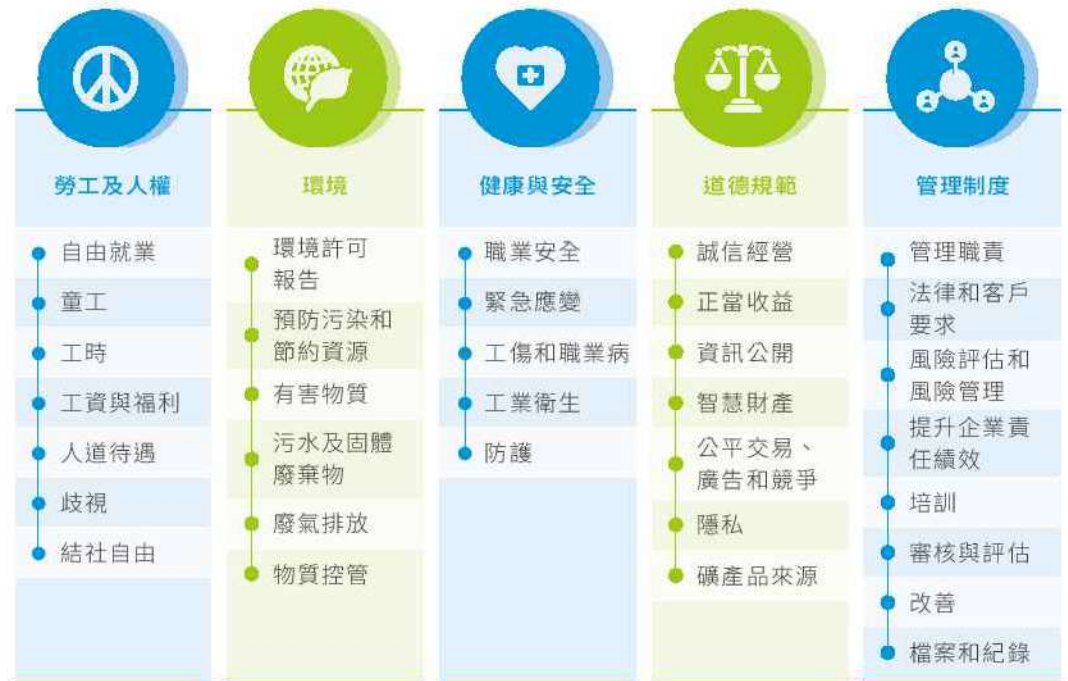 勞工及人權
自由就業
童工
工時
工資與福利
人道待遇
歧視
結社自由
環境
環境許可
報告
預防污染和
節約資源
有害物質
污水及固體
廢棄物
廢氣排放
物質控管
健康與安全
職業安全
緊急應變
工傷和職業病
工業衛生
防護
道德規範
誠信經營
正當收益
資訊公開
智慧財產
公平交易、
廣告和競爭
隱私
礦產品來源
管理制度
管理職責
法律和客戶
要求
風險評估和
風險管理
提升企業責
任績效
培訓
審核與評估
改善
檔案和紀錄